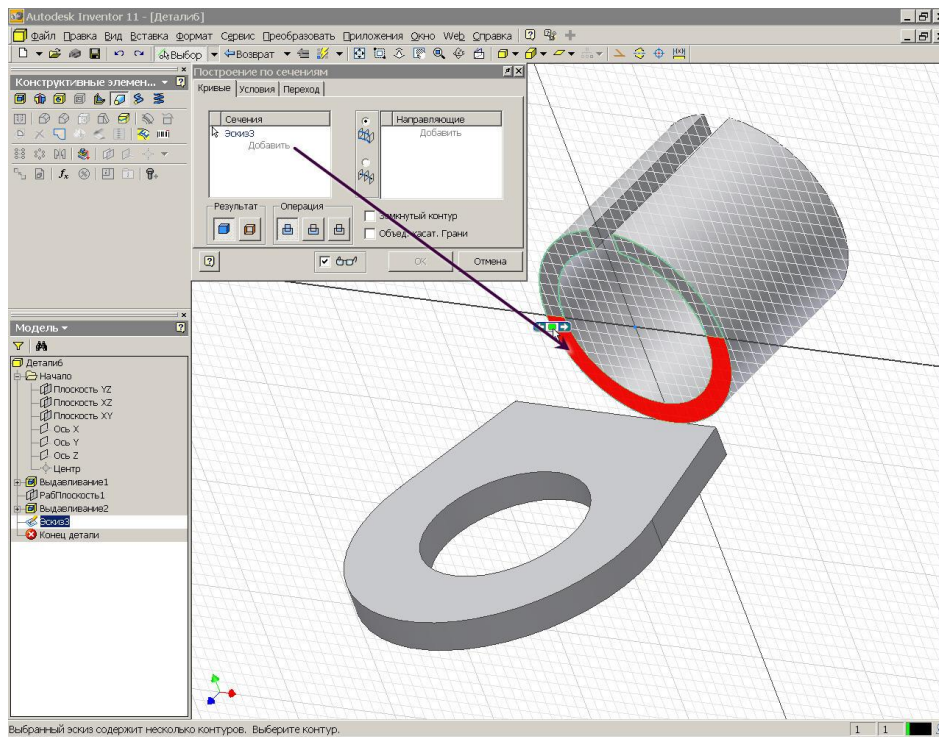 Autodesk Inventor 11 - [Деталь6]
Файл Правка Вид Вставка Формат Сервис Преобразовать Приложения Окно Web Справка
Выбор Возврат
Конструктивные элемен...
Построение по сечениям
Кривые Условия Переход
Сечения
Эскиз3
Добавить
Направляющие
Добавить
Результат Операция
Замкнутый контур
Объед. касат. Грани
ОК Отмена
Модель
Деталь6
Начало
Плоскость YZ
Плоскость XZ
Плоскость XY
Ось X
Ось Y
Ось Z
Центр
Выдавливание1
РабПлоскость1
Выдавливание2
Эскиз3
Конец детали
Выбранный эскиз содержит несколько контуров. Выберите контур.
1 1